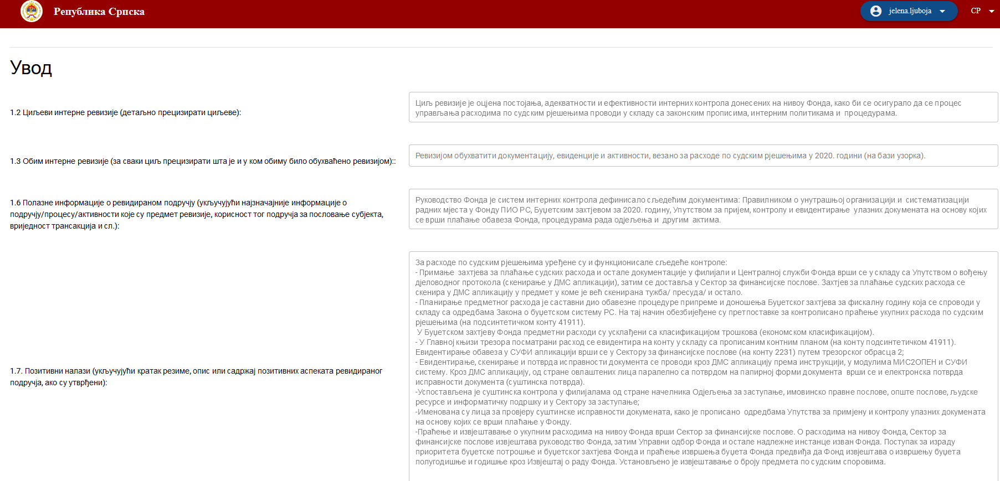 Република Српска
jelena.ljuboja
СР
Увод
1.2 Циљеви интерне ревизије (детаљно прецизирати циљеве):
Циљ ревизије је оцјена постојања, адекватности и ефективности интерних контрола донесених на нивоу Фонда, како би се осигурало да се процес
управљања расходима по судским рјешењима проводи у складу са законским прописима, интерним политикама и процедурама.
1.3 Обим интерне ревизије (за сваки циљ прецизирати шта је и у ком обиму било обухваћено ревизијом)::
Ревизијом обухватити документацију, евиденције и активности, везано за расходе по судским рјешењима у 2020. години (на бази узорка).
1.6 Полазне информације о ревидираном подручју (укључујући најзначајније информације о
подручју/процесу/активности које су предмет ревизије, корисност тог подручја за пословање субјекта,
вриједност трансакција и сл.):
Руководство Фонда је систем интерних контрола дефинисало сљедећим документима: Правилником о унутрашњој организацији и систематизацији
радних мјеста у Фонду ПИО РС, Буџетским захтјевом за 2020. годину, Упутством за пријем, контролу и евидентирање улазних докумената на основу којих
се врши плаћање обавеза Фонда, процедурама рада одјељења и другим актима.
1.7. Позитивни налази (укључујући кратак резиме, опис или садржај позитивних аспеката ревидираног
подручја, ако су утврђени):
За расходе по судским рјешењима уређене су и функционисале сљедеће контроле:
- Примање захтјева за плаћање судских расхода и остале документације у филијали и Централној служби Фонда врши се у складу са Упутством о вођењу
дјеловодног протокола (скенирање у ДМС апликацији), затим се доставља у Сектор за финансијске послове. Захтјев за плаћање судских расхода се
скенира у ДМС апликацију у предмет у коме је већ скенирана тужба/ пресуда/ и остало.
- Планирање предметног расхода је саставни дио обавезне процедуре припреме и доношења Буџетског захтјева за фискалну годину која се спроводи у
складу са одредбама Закона о буџетском систему РС. На тај начин обезбијеђене су претпоставке за контролисано праћење укупних расхода по судским
рјешењима (на подсинтетичком конту 41911).
У Буџетском захтјеву Фонда предметни расходи су усклађени са класификацијом трошкова (економском класификацијом).
- У Главној књизи трезора посматрани расход се евидентира на конту у складу са прописаним контним планом (на конту подсинтетичком 41911).
Евидентирање обавеза у СУФИ апликацији врши се у Сектору за финансијске послове (на конту 2231) путем трезорског обрасца 2;
- Евидентирање, скенирање и потврда исправности документа се проводи кроз ДМС апликацију према инструкцији, у модулима МИС2ОПЕН и СУФИ
систему. Кроз ДМС апликацију, од стране овлаштених лица паралелно са потврдом на папирној форми документа врши се и електронска потврда
исправности документа (суштинска потврда).
-Успостављена је суштинска контрола у филијалама од стране начелника Одјељења за заступање, имовинско правне послове, опште послове, људске
ресурсе и информатичку подршку и у Сектору за заступање;
-Именована су лица за провјеру суштинске исправности докумената, како је прописано одредбама Упутства за примјену и контролу улазних докумената
на основу којих се врши плаћање у Фонду.
-Праћење и извјештавање о укупним расходима на нивоу Фонда врши Сектор за финансијске послове. О расходима на нивоу Фонда, Сектор за
финансијске послове извјештава руководство Фонда, затим Управни одбор Фонда и остале надлежне инстанце изван Фонда. Поступак за израду
приоритета буџетске потрошње и буџетског захтјева Фонда и праћење извршења буџета Фонда предвиђа да Фонд извјештава о извршењу буџета
полугодишње и годишње кроз Извјештај о раду Фонда. Установљено је извјештавање о броју предмета по судским споровима.